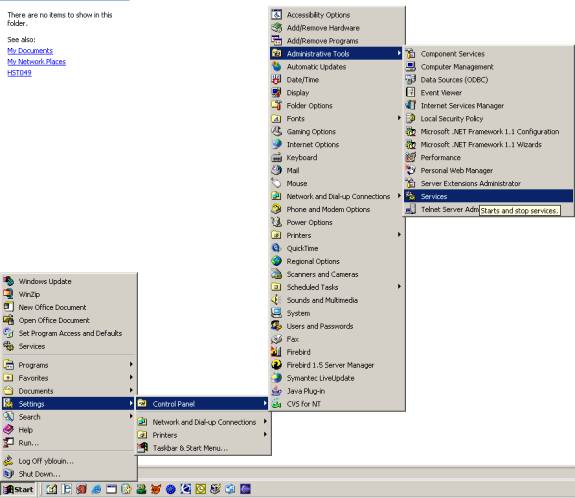 There are no items to show in this
folder.
See also:
My Documents
My Network Places
HST049
Accessibility Options
Add/Remove Hardware
Add/Remove Programs
Administrative Tools
Automatic Updates
Date/Time
Display
Folder Options
Fonts
Gaming Options
Internet Options
Keyboard
Mail
Mouse
Network and Dial-up Connections
Phone and Modem Options
Power Options
Printers
QuickTime
Regional Options
Scanners and Cameras
Scheduled Tasks
Sounds and Multimedia
System
Users and Passwords
Fax
Firebird
Firebird 1.5 Server Manager
Symantec LiveUpdate
Java Plug-in
CVS for NT
Component Services
Computer Management
Data Sources (ODBC)
Event Viewer
Internet Services Manager
Local Security Policy
Microsoft .NET Framework 1.1 Configuration
Microsoft .NET Framework 1.1 Wizards
Performance
Personal Web Manager
Server Extensions Administrator
Services
Telnet Server Adm
Starts and stop services.
Windows Update
WinZip
New Office Document
Open Office Document
Set Program Access and Defaults
Services
Programs
Favorites
Documents
Settings
Search
Help
Run...
Log Off yblouin...
Shut Down...
Control Panel
Network and Dial-up Connections
Printers
Taskbar & Start Menu...
Start